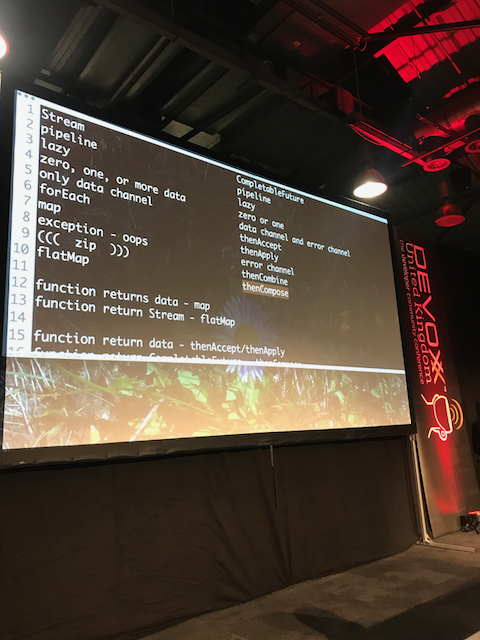 1 Stream CompletableFuture
2 pipeline pipeline
3 lazy lazy
4 zero, one, or more data zero or one
5 only data channel data channel and error channel
6 forEach thenAccept
7 map thenApply
8 exception - oops error channel
9 ((( zip ))) thenCombine
10 flatMap thenCompose
11
12 function returns data - map
13 function return Stream - flatMap
14
15 function return data - thenAccept/thenApply
DEVOXX
United Kingdom
The developer community conference